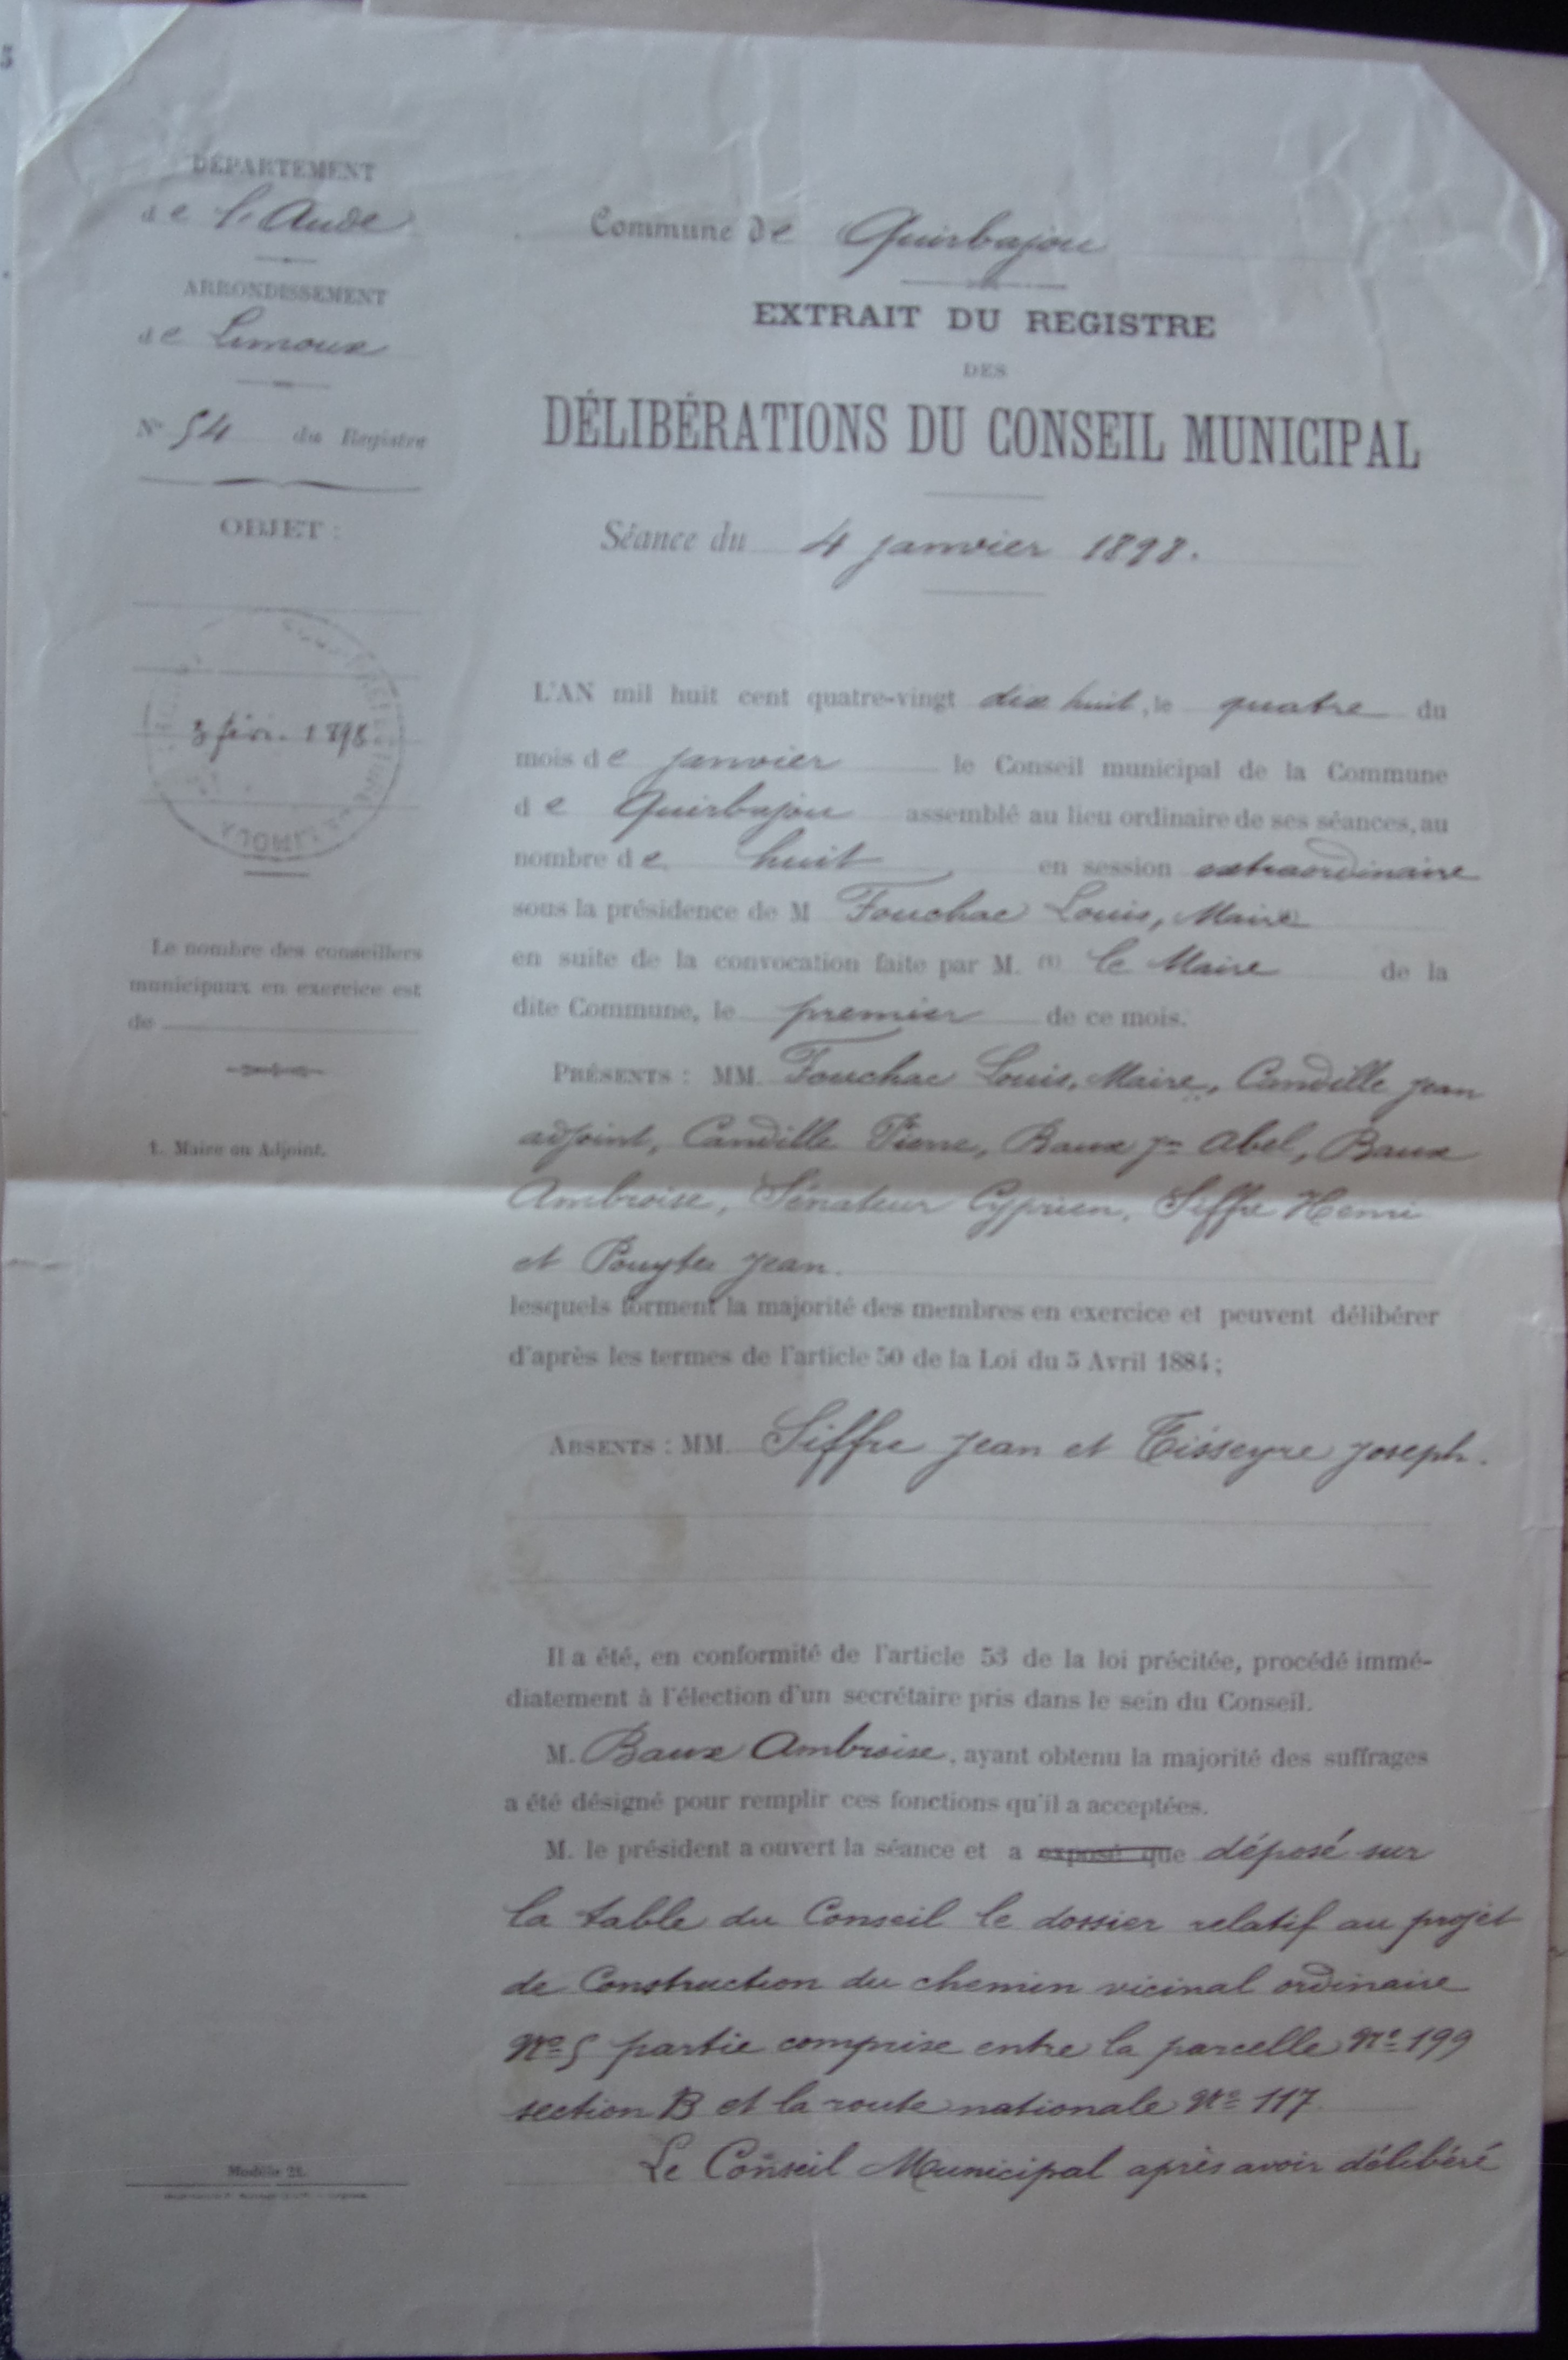 DÉPARTEMENT
de l'Aude
ARRONDISSEMENT
de Limoux
N° 54 du Registre
OBJET :
3 févr. 1898
Le nombre des conseillers
municipaux en exercice est
de
1. Maire ou Adjoint.
Modèle 21.
Commune de Quirbajou
EXTRAIT DU REGISTRE
DES
DÉLIBÉRATIONS DU CONSEIL MUNICIPAL
Séance du 4 janvier 1898.
L'AN mil huit cent quatre-vingt dix huit, le quatre du
mois de janvier le Conseil municipal de la Commune
de Quirbajou assemblé au lieu ordinaire de ses séances, au
nombre de huit en session extraordinaire
sous la présidence de M Fouchac Louis, Maire
en suite de la convocation faite par M. (1) le Maire de la
dite Commune, le premier de ce mois.
PRÉSENTS : MM. Fouchac Louis, Maire, Candille Jean
adjoint, Candille Pierre, Baux Jn Abel, Baux
Ambroise, Sénateur Cyprien, Siffre Henri
et Pouytes Jean.
lesquels forment la majorité des membres en exercice et peuvent délibérer
d'après les termes de l'article 50 de la Loi du 5 Avril 1884 ;
ABSENTS : MM. Siffre Jean et Tisseyre Joseph.
Il a été, en conformité de l'article 53 de la loi précitée, procédé immé-
diatement à l'élection d'un secrétaire pris dans le sein du Conseil.
M. Baux Ambroise, ayant obtenu la majorité des suffrages
a été désigné pour remplir ces fonctions qu'il a acceptées.
M. le président a ouvert la séance et a exposé que déposé sur
la table du Conseil le dossier relatif au projet
de Construction du chemin vicinal ordinaire
N° 5 partie comprise entre la parcelle N° 199
section B et la route nationale N° 117
Le Conseil Municipal après avoir délibéré